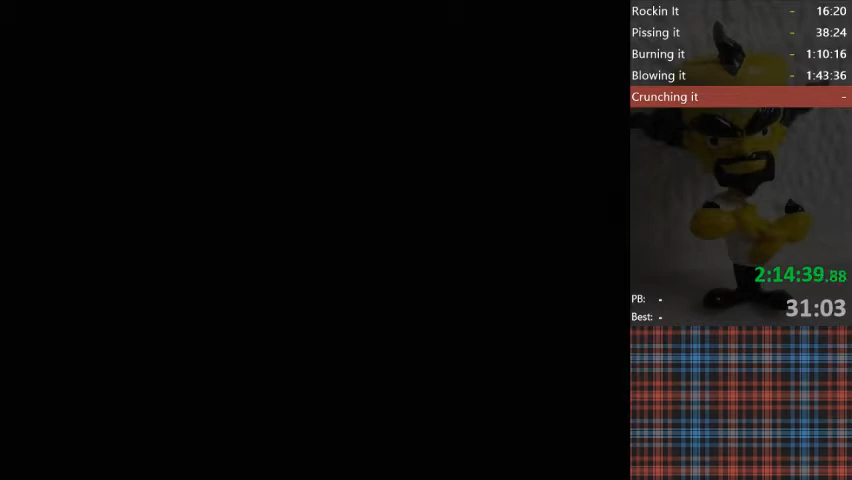 Rockin It - 16:20
Pissing it - 38:24
Burning it - 1:10:16
Blowing it - 1:43:36
Crunching it -
2:14:39.88
PB: - 31:03
Best: -